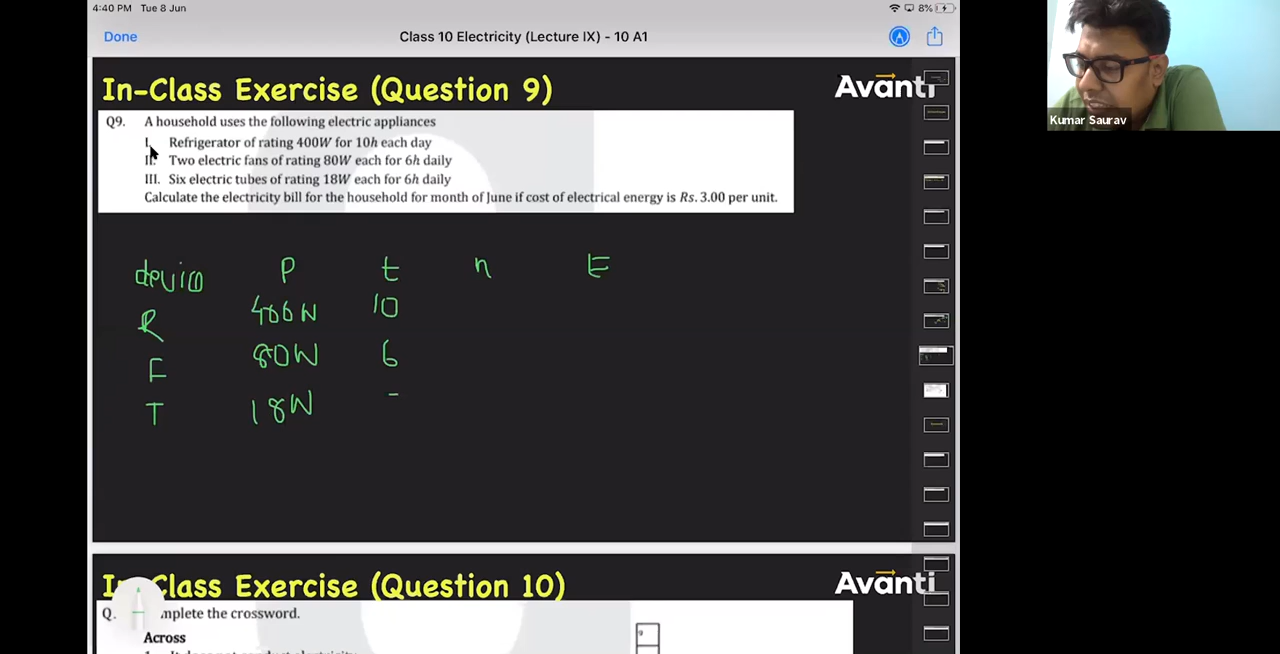 4:40 PM Tue 8 Jun
8%
Done
Class 10 Electricity (Lecture IX) - 10 A1
In-Class Exercise (Question 9)
Avanti
Q9. A household uses the following electric appliances
I. Refrigerator of rating 400W for 10h each day
II. Two electric fans of rating 80W each for 6h daily
III. Six electric tubes of rating 18W each for 6h daily
Calculate the electricity bill for the household for month of June if cost of electrical energy is Rs. 3.00 per unit.
P t n E
R 400W 10
F 80W 6
T 18W
Kumar Saurav
Class Exercise (Question 10)
Avanti
Q. mplete the crossword.
Across
9